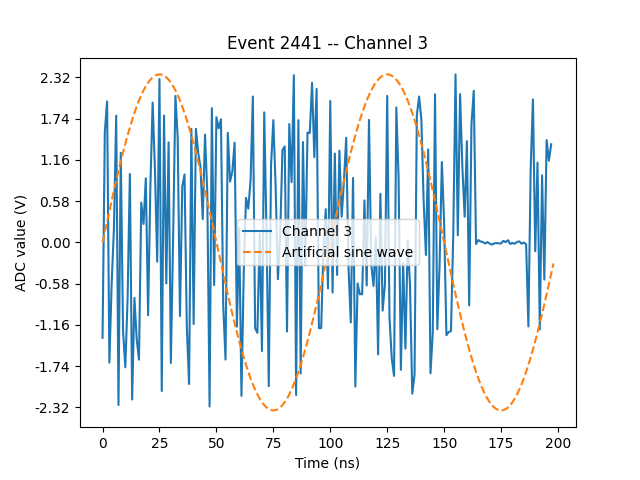 Event 2441 -- Channel 3
ADC value (V)
2.32
1.74
1.16
0.58
0.00
-0.58
-1.16
-1.74
-2.32
Channel 3
Artificial sine wave
0 25 50 75 100 125 150 175 200
Time (ns)